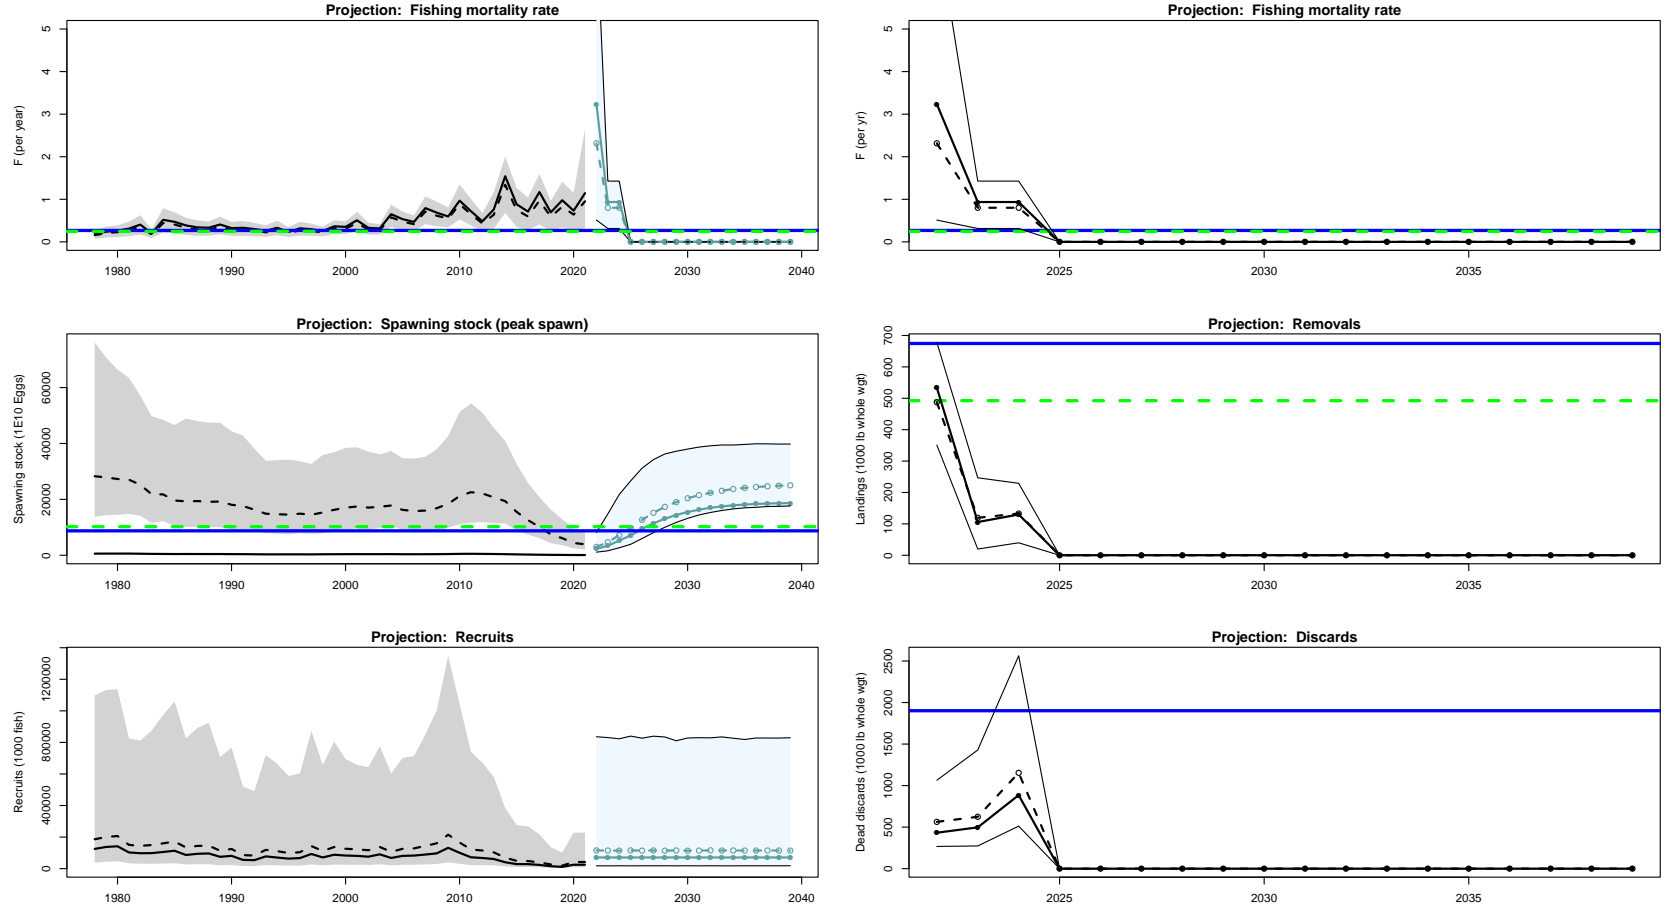 Projection:  Fishing mortality rate
F (per year)
5
4
3
2
1
0
1980 1990 2000 2010 2020 2030 2040
Projection:  Fishing mortality rate
F (per yr)
5
4
3
2
1
0
2025 2030 2035
Projection:  Spawning stock (peak spawn)
Spawning stock (1E10 Eggs)
60000
40000
20000
0
1980 1990 2000 2010 2020 2030 2040
Projection:  Removals
Landings (1000 lb whole wgt)
700
600
500
400
300
200
100
0
2025 2030 2035
Projection:  Recruits
Recruits (1000 fish)
1200000
800000
400000
0
1980 1990 2000 2010 2020 2030 2040
Projection:  Discards
Dead discards (1000 lb whole wgt)
2500
2000
1500
1000
500
0
2025 2030 2035